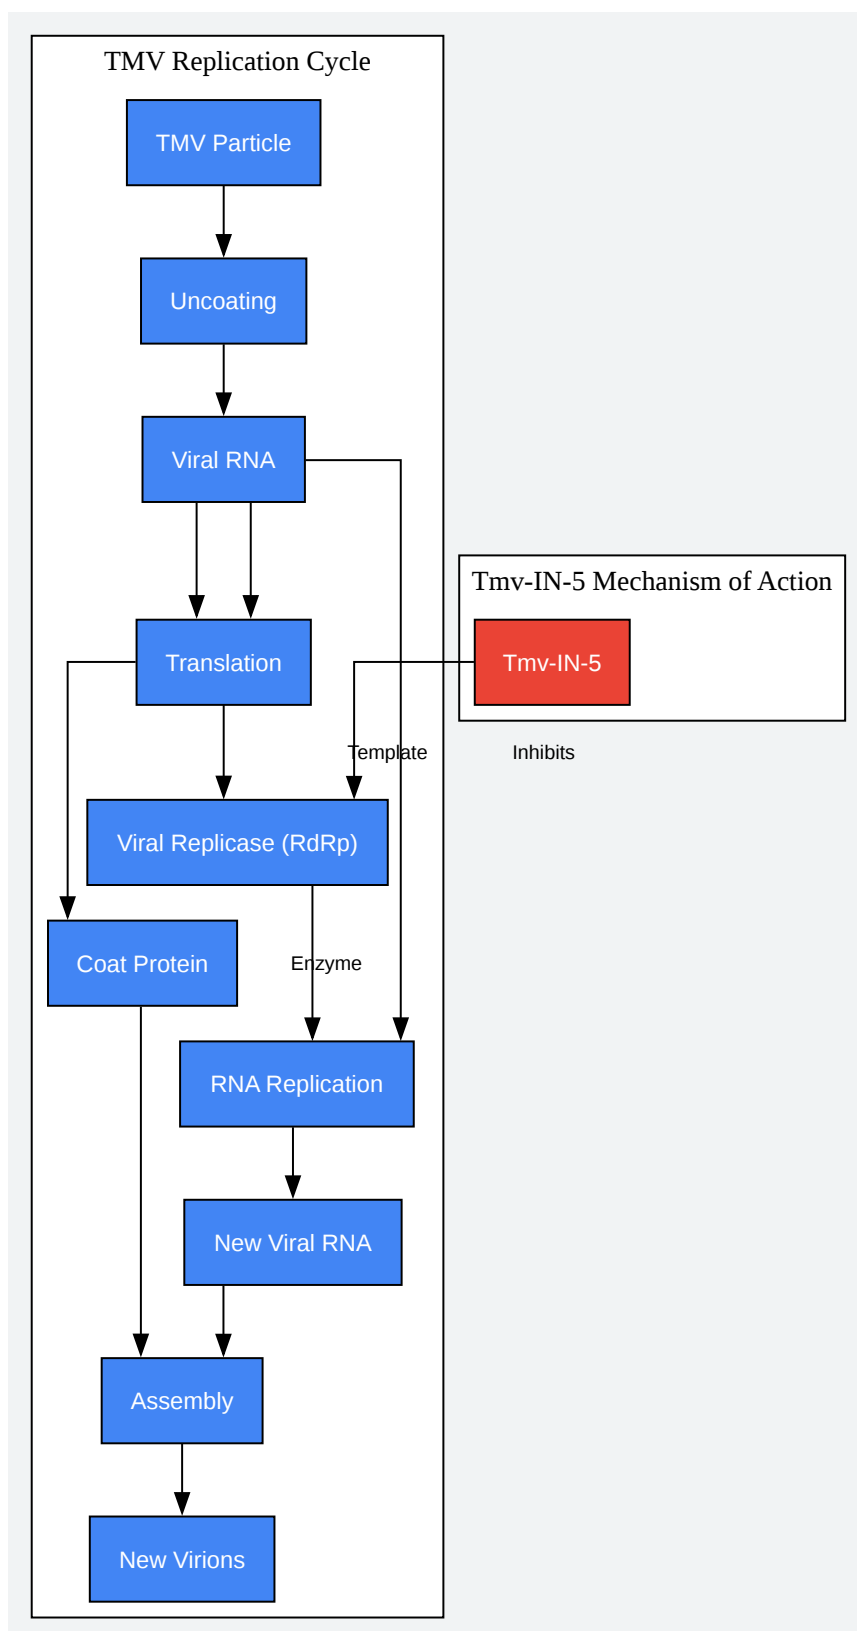 TMV Replication Cycle
TMV Particle
Uncoating
Viral RNA
Tmv-IN-5 Mechanism of Action
Translation
Tmv-IN-5
Template
Inhibits
Viral Replicase (RdRp)
Coat Protein
Enzyme
RNA Replication
New Viral RNA
Assembly
New Virions